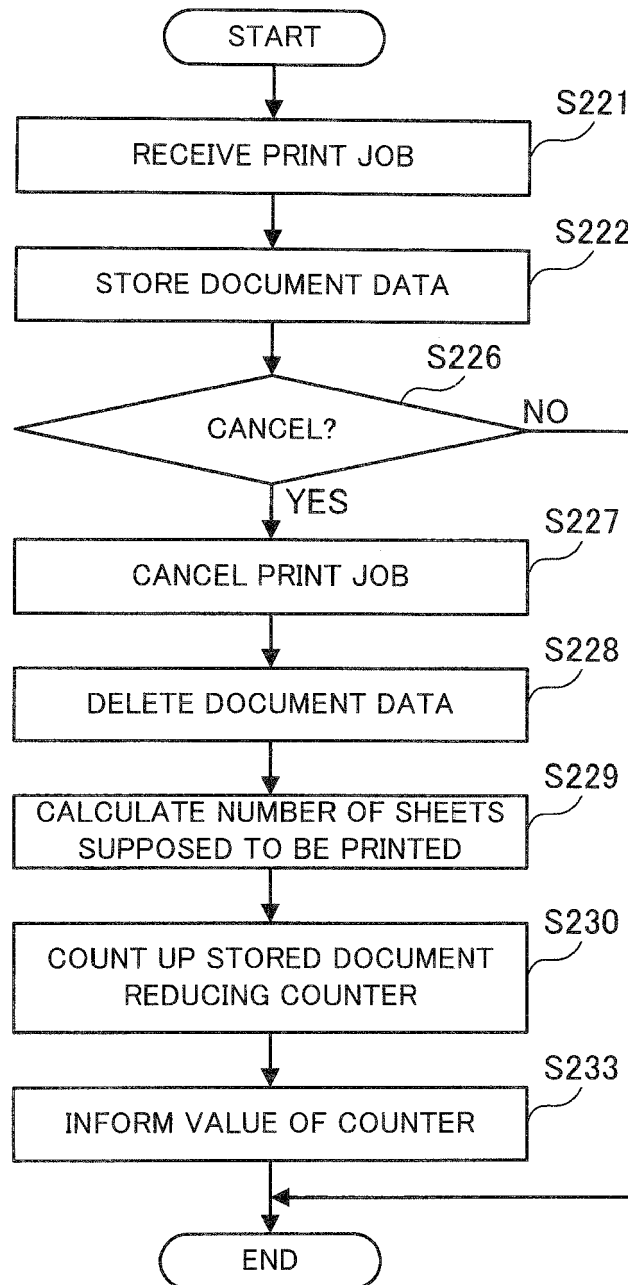 START
S221
RECEIVE PRINT JOB
S222
STORE DOCUMENT DATA
S226
CANCEL?
NO
YES
S227
CANCEL PRINT JOB
S228
DELETE DOCUMENT DATA
S229
CALCULATE NUMBER OF SHEETS
SUPPOSED TO BE PRINTED
S230
COUNT UP STORED DOCUMENT
REDUCING COUNTER
S233
INFORM VALUE OF COUNTER
END